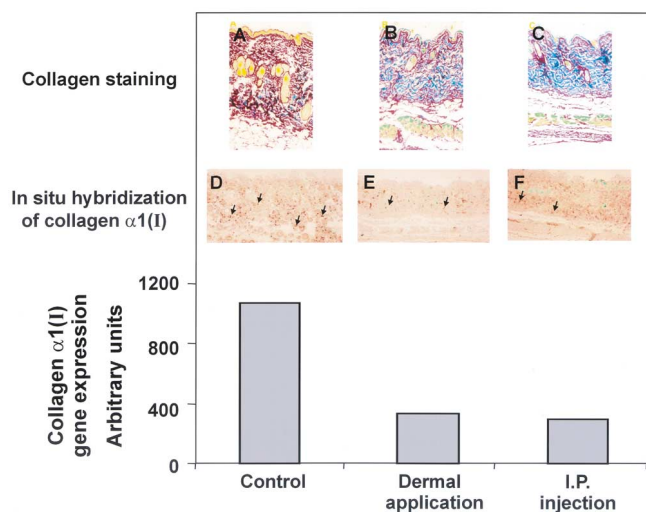 A
B
C
Collagen staining
D
E
F
In situ hybridization
of collagen α1(I)
Collagen α1(I)
gene expression
Arbitrary units
1200
800
400
0
Control
Dermal
application
I.P.
injection